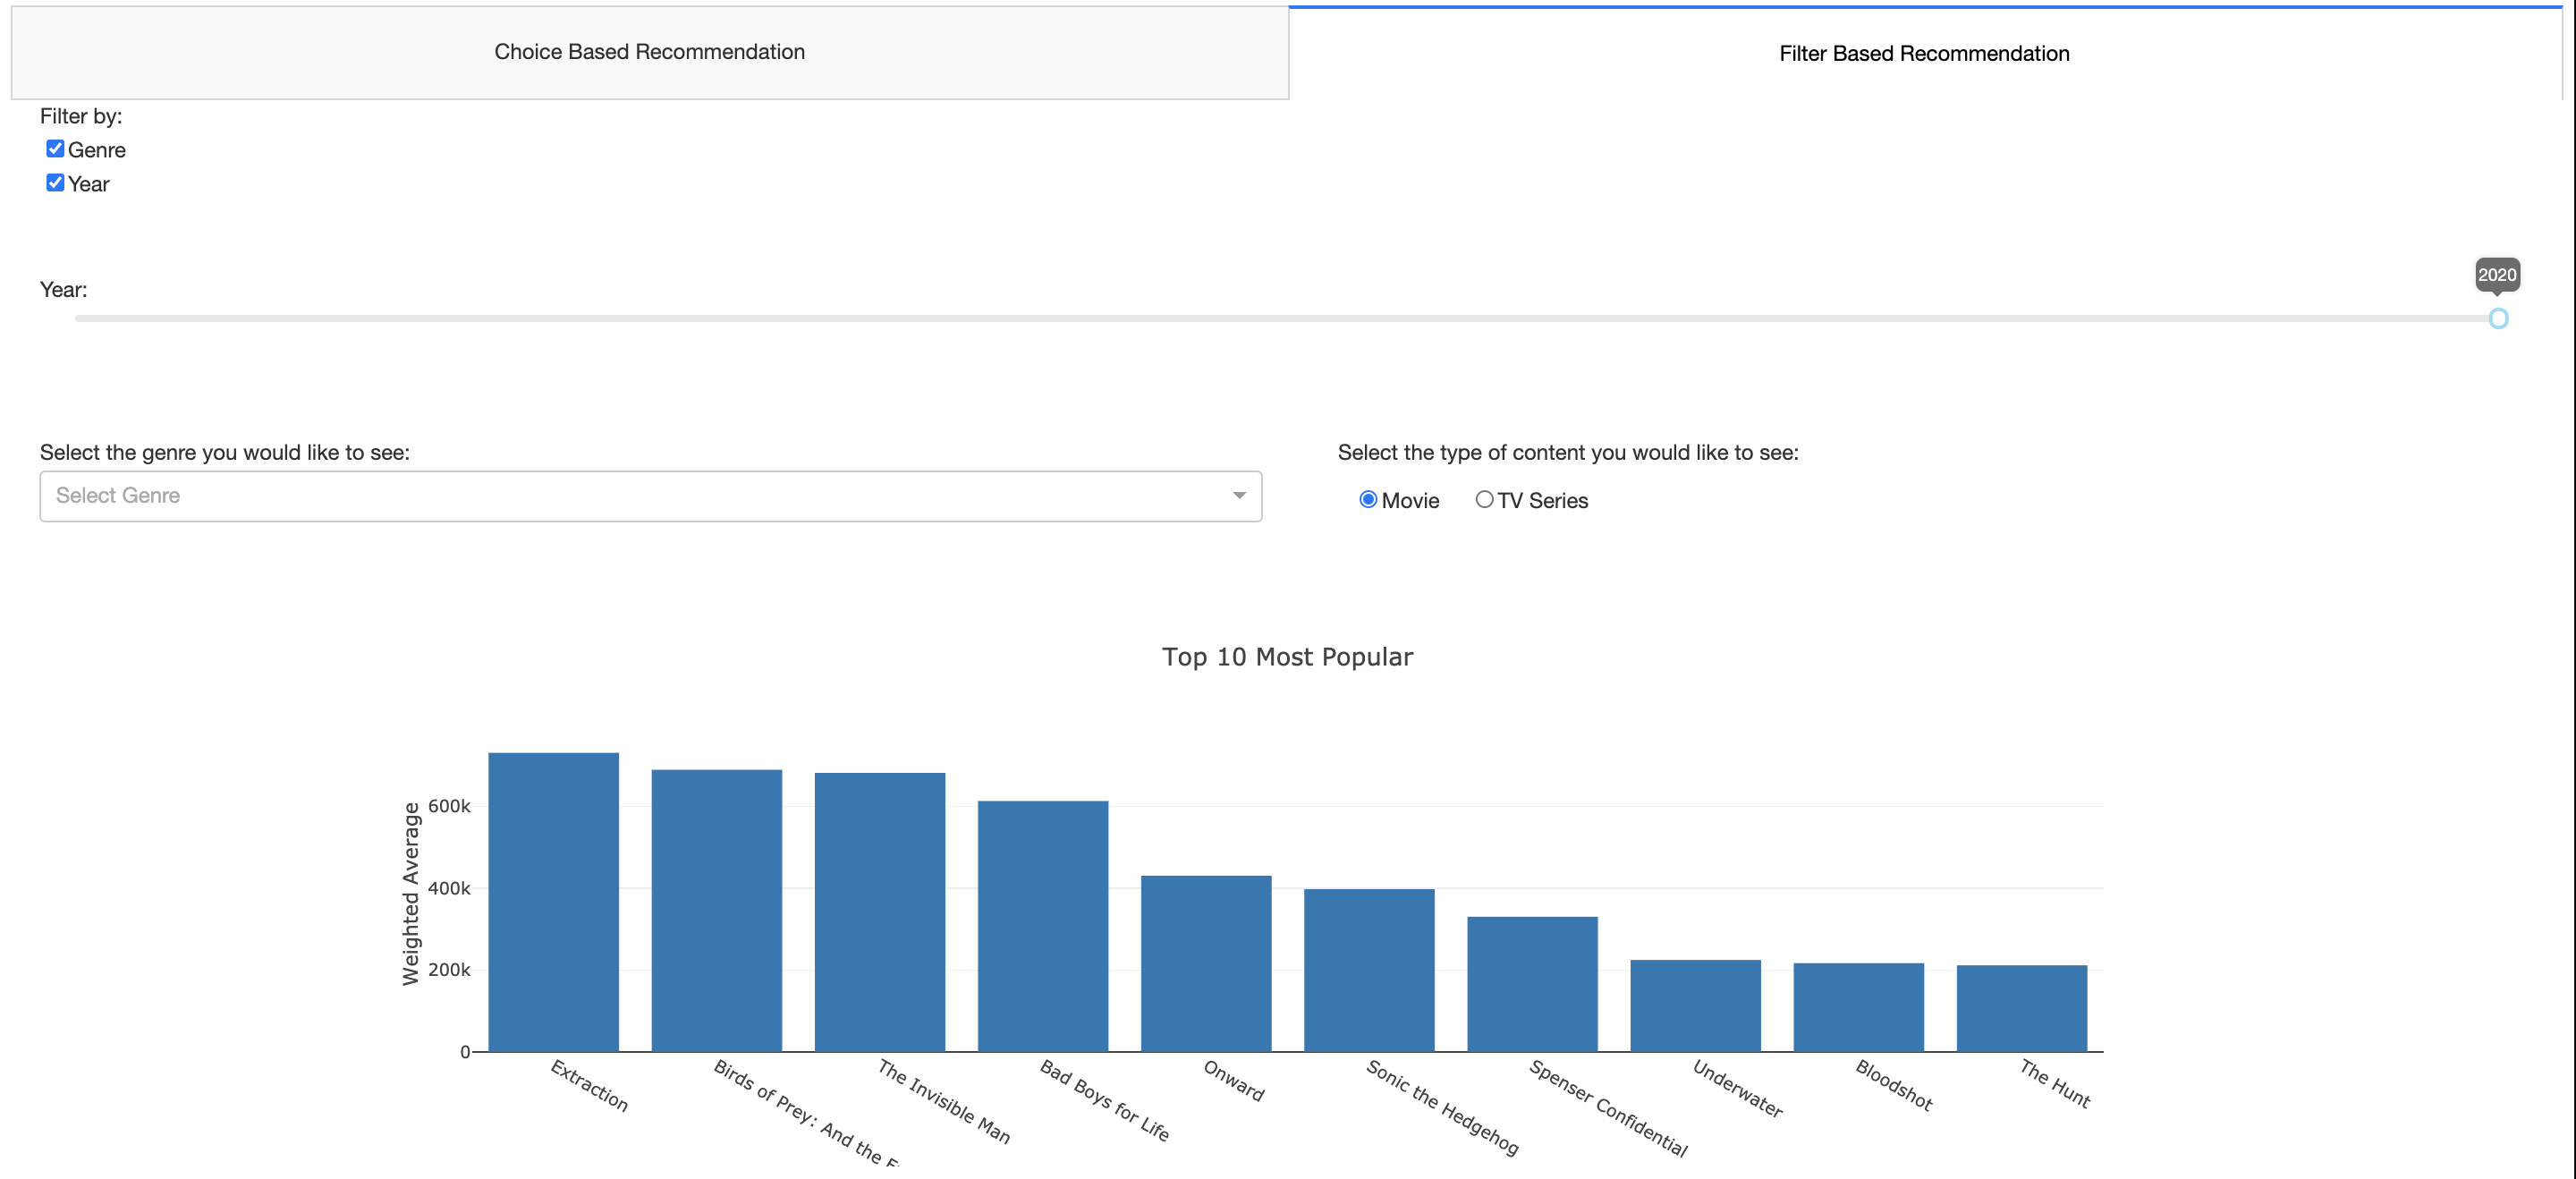 Choice Based Recommendation
Filter Based Recommendation
Filter by:
Genre
Year
Year:
2020
Select the genre you would like to see:
Select Genre
Select the type of content you would like to see:
Movie
TV Series
Top 10 Most Popular
Weighted Average
600k
400k
200k
0
Extraction
Birds of Prey: And the
The Invisible Man
Bad Boys for Life
Onward
Sonic the Hedgehog
Spenser Confidential
Underwater
Bloodshot
The Hunt